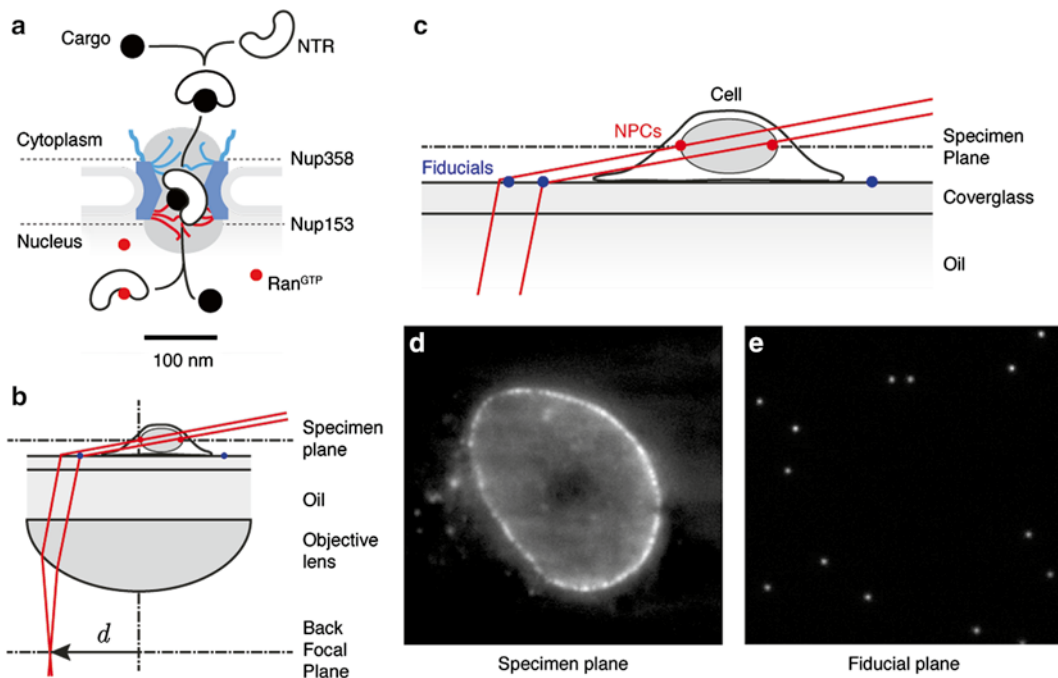 a
Cargo
NTR
Cytoplasm
Nup358
Nup153
Nucleus
RanGTP
100 nm
b
Specimen
plane
Oil
Objective
lens
Back
Focal
Plane
d
c
Cell
NPCs
Fiducials
Specimen
Plane
Coverglass
Oil
d
Specimen plane
e
Fiducial plane